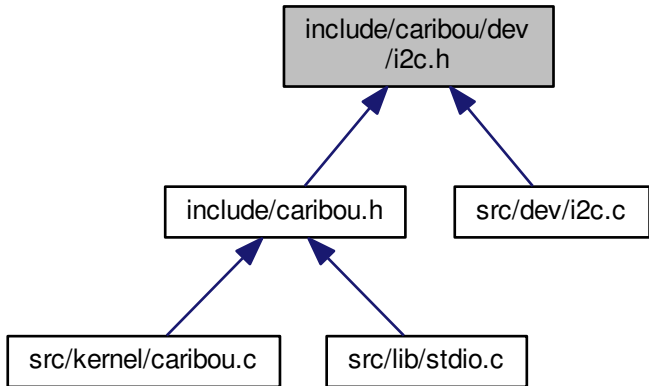 include/caribou/dev
/i2c.h
include/caribou.h
src/dev/i2c.c
src/kernel/caribou.c
src/lib/stdio.c